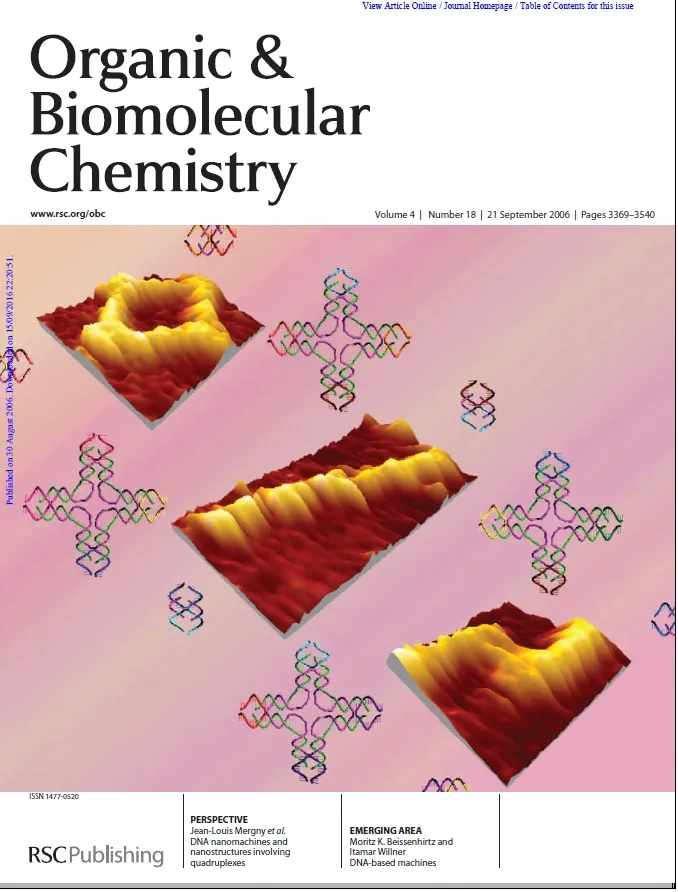 View Article Online / Journal Homepage / Table of Contents for this issue
Organic &
Biomolecular
Chemistry
www.rsc.org/obc
Volume 4 | Number 18 | 21 September 2006 | Pages 3369–3540
Published on 30 August 2006. Downloaded on 15/09/2016 22:20:51.
ISSN 1477-0520
RSCPublishing
PERSPECTIVE
Jean-Louis Mergny et al.
DNA nanomachines and
nanostructures involving
quadruplexes
EMERGING AREA
Moritz K. Beissenhirtz and
Itamar Willner
DNA-based machines